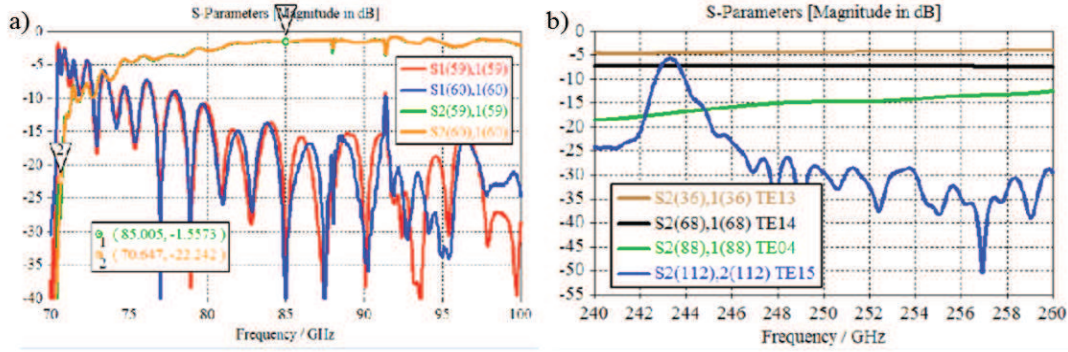 a)
S-Parameters [Magnitude in dB]
1
2
0
-5
-10
-15
-20
-25
-30
-35
-40
S1(59),1(59)
S1(60),1(60)
S2(59),1(59)
S2(60),1(60)
1 ( 85.005, -1.5573 )
2 ( 70.647, -22.242 )
70 75 80 85 90 95 100
Frequency / GHz
b)
S-Parameters [Magnitude in dB]
0
-5
-10
-15
-20
-25
-30
-35
-40
-45
-50
-55
S2(36),1(36) TE13
S2(68),1(68) TE14
S2(88),1(88) TE04
S2(112),2(112) TE15
240 242 244 246 248 250 252 254 256 258 260
Frequency / GHz